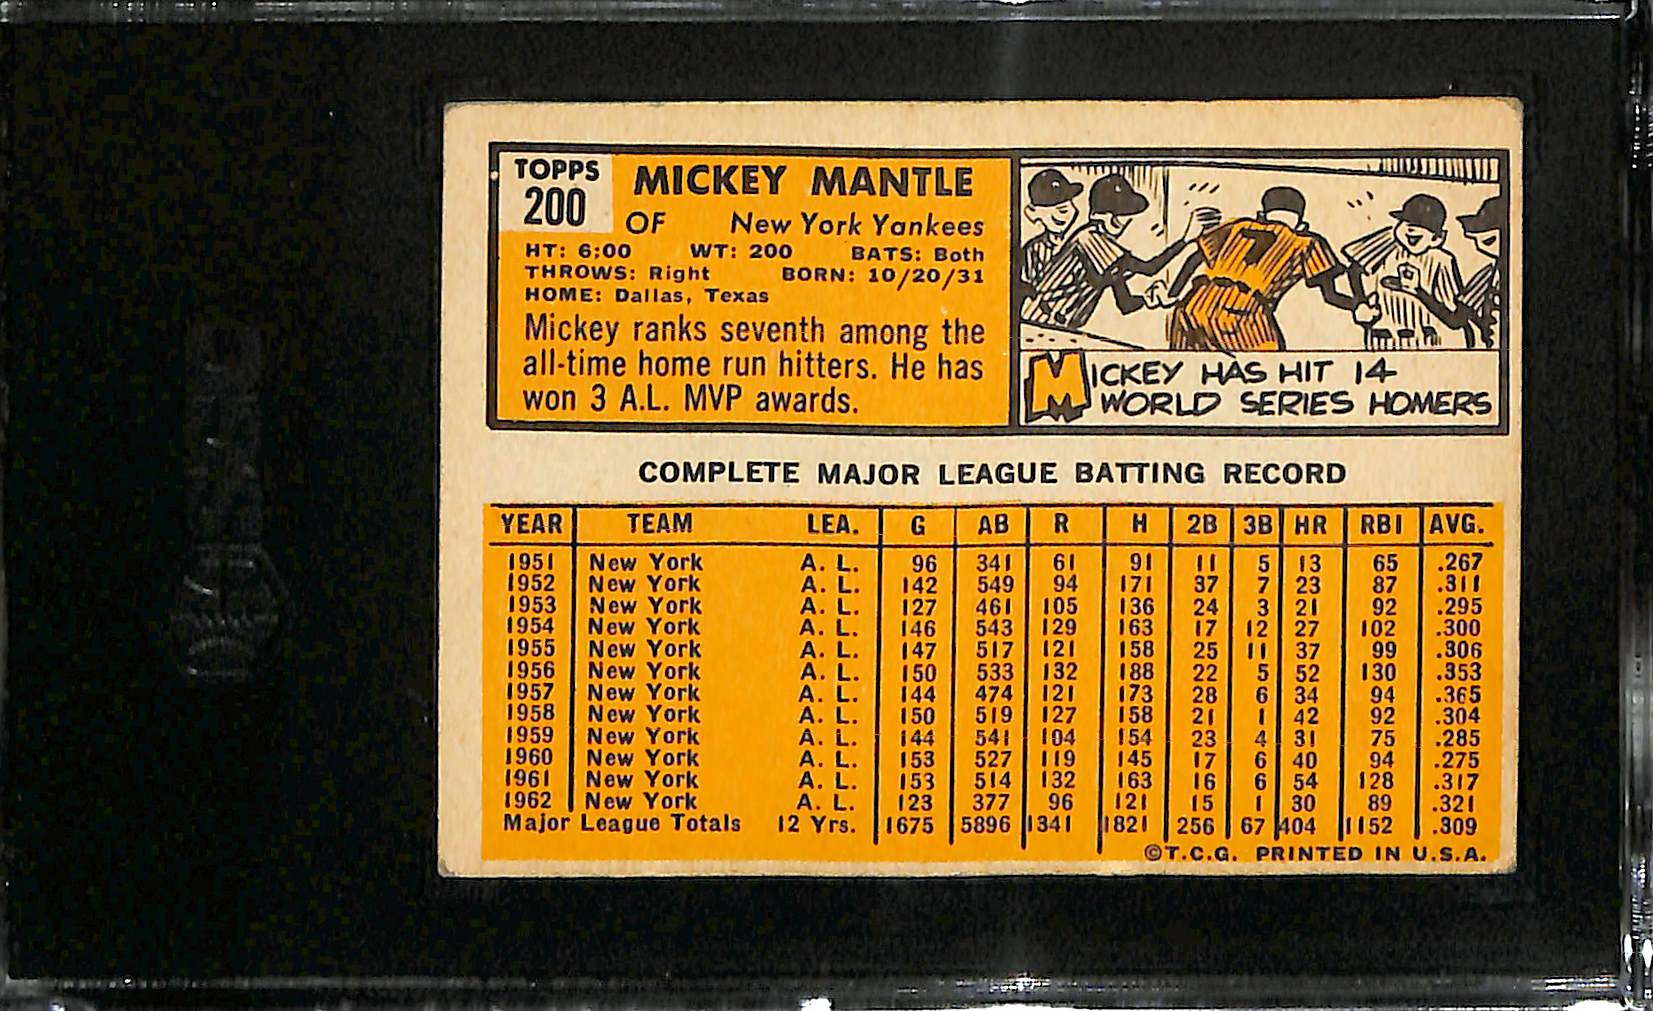 TOPPS
200
MICKEY MANTLE
OF New York Yankees
HT: 6:00 WT: 200 BATS: Both
THROWS: Right BORN: 10/20/31
HOME: Dallas, Texas
Mickey ranks seventh among the
all-time home run hitters. He has
won 3 A.L. MVP awards.
7
MICKEY HAS HIT 14
WORLD SERIES HOMERS
COMPLETE MAJOR LEAGUE BATTING RECORD
YEAR TEAM LEA. G AB R H 2B 3B HR RBI AVG.
1951 New York A. L. 96 341 61 91 11 5 13 65 .267
1952 New York A. L. 142 549 94 171 37 7 23 87 .311
1953 New York A. L. 127 461 105 136 24 3 21 92 .295
1954 New York A. L. 146 543 129 163 17 12 27 102 .300
1955 New York A. L. 147 517 121 158 25 11 37 99 .306
1956 New York A. L. 150 533 132 188 22 5 52 130 .353
1957 New York A. L. 144 474 121 173 28 6 34 94 .365
1958 New York A. L. 150 519 127 158 21 1 42 92 .304
1959 New York A. L. 144 541 104 154 23 4 31 75 .285
1960 New York A. L. 153 527 119 145 17 6 40 94 .275
1961 New York A. L. 153 514 132 163 16 6 54 128 .317
1962 New York A. L. 123 377 96 121 15 1 30 89 .321
Major League Totals 12 Yrs. 1675 5896 1341 1821 256 67 404 1152 .309
©T.C.G. PRINTED IN U.S.A.